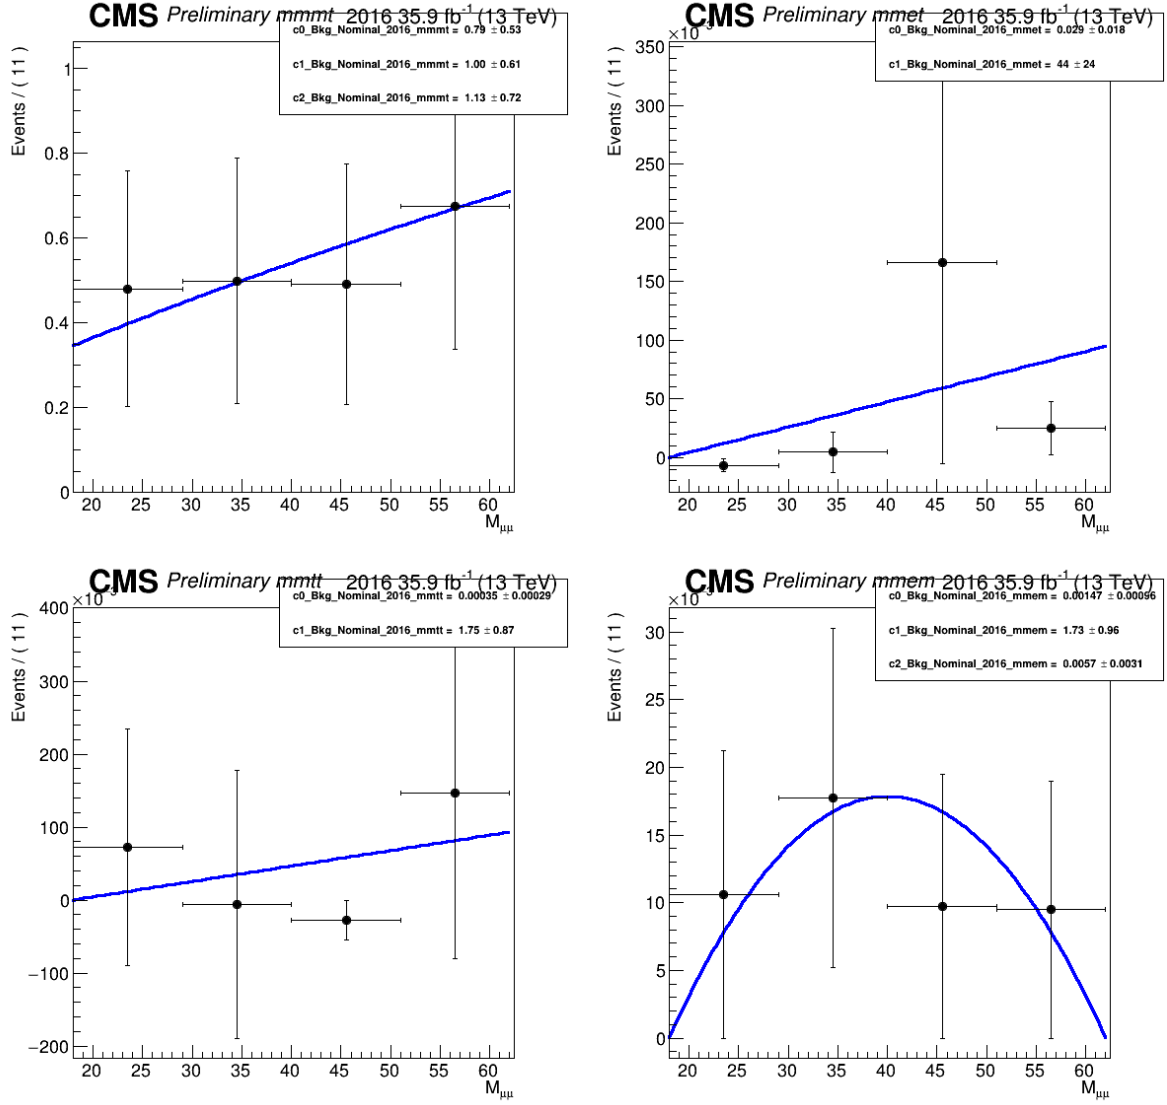 CMS Preliminary mmmt 2016 35.9 fb-1 (13 TeV)
c0_Bkg_Nominal_2016_mmmt = 0.79 ± 0.53
c1_Bkg_Nominal_2016_mmmt = 1.00 ± 0.61
c2_Bkg_Nominal_2016_mmmt = 1.13 ± 0.72
Events / ( 11 )
1
0.8
0.6
0.4
0.2
0
20 25 30 35 40 45 50 55 60
Mμμ
CMS Preliminary mmet 2016 35.9 fb-1 (13 TeV)
×10-3
c0_Bkg_Nominal_2016_mmet = 0.029 ± 0.018
c1_Bkg_Nominal_2016_mmet = 44 ± 24
Events / ( 11 )
350
300
250
200
150
100
50
0
20 25 30 35 40 45 50 55 60
Mμμ
CMS Preliminary mmtt 2016 35.9 fb-1 (13 TeV)
×10-3
c0_Bkg_Nominal_2016_mmtt = 0.00035 ± 0.00029
c1_Bkg_Nominal_2016_mmtt = 1.75 ± 0.87
Events / ( 11 )
400
300
200
100
0
−100
−200
20 25 30 35 40 45 50 55 60
Mμμ
CMS Preliminary mmem 2016 35.9 fb-1 (13 TeV)
×10-3
c0_Bkg_Nominal_2016_mmem = 0.00147 ± 0.00096
c1_Bkg_Nominal_2016_mmem = 1.73 ± 0.96
c2_Bkg_Nominal_2016_mmem = 0.0057 ± 0.0031
Events / ( 11 )
30
25
20
15
10
5
0
20 25 30 35 40 45 50 55 60
Mμμ